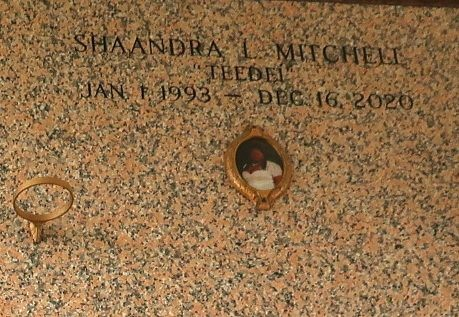 SHAANDRA L. MITCHELL
"TEEDEE"
JAN. 1, 1993 — DEC. 16, 2020